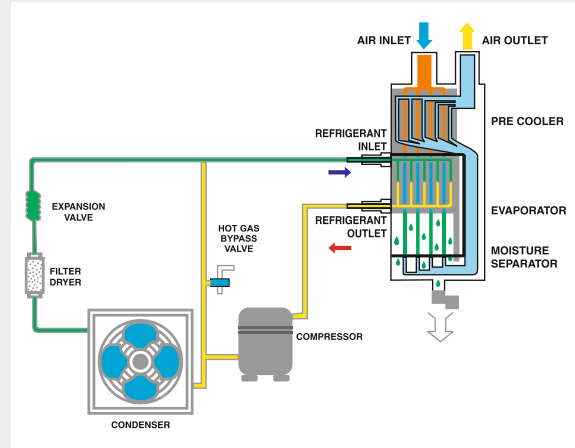 AIR INLET
AIR OUTLET
PRE COOLER
REFRIGERANT
INLET
EXPANSION
VALVE
EVAPORATOR
REFRIGERANT
OUTLET
HOT GAS
BYPASS
VALVE
MOISTURE
SEPARATOR
FILTER
DRYER
COMPRESSOR
CONDENSER